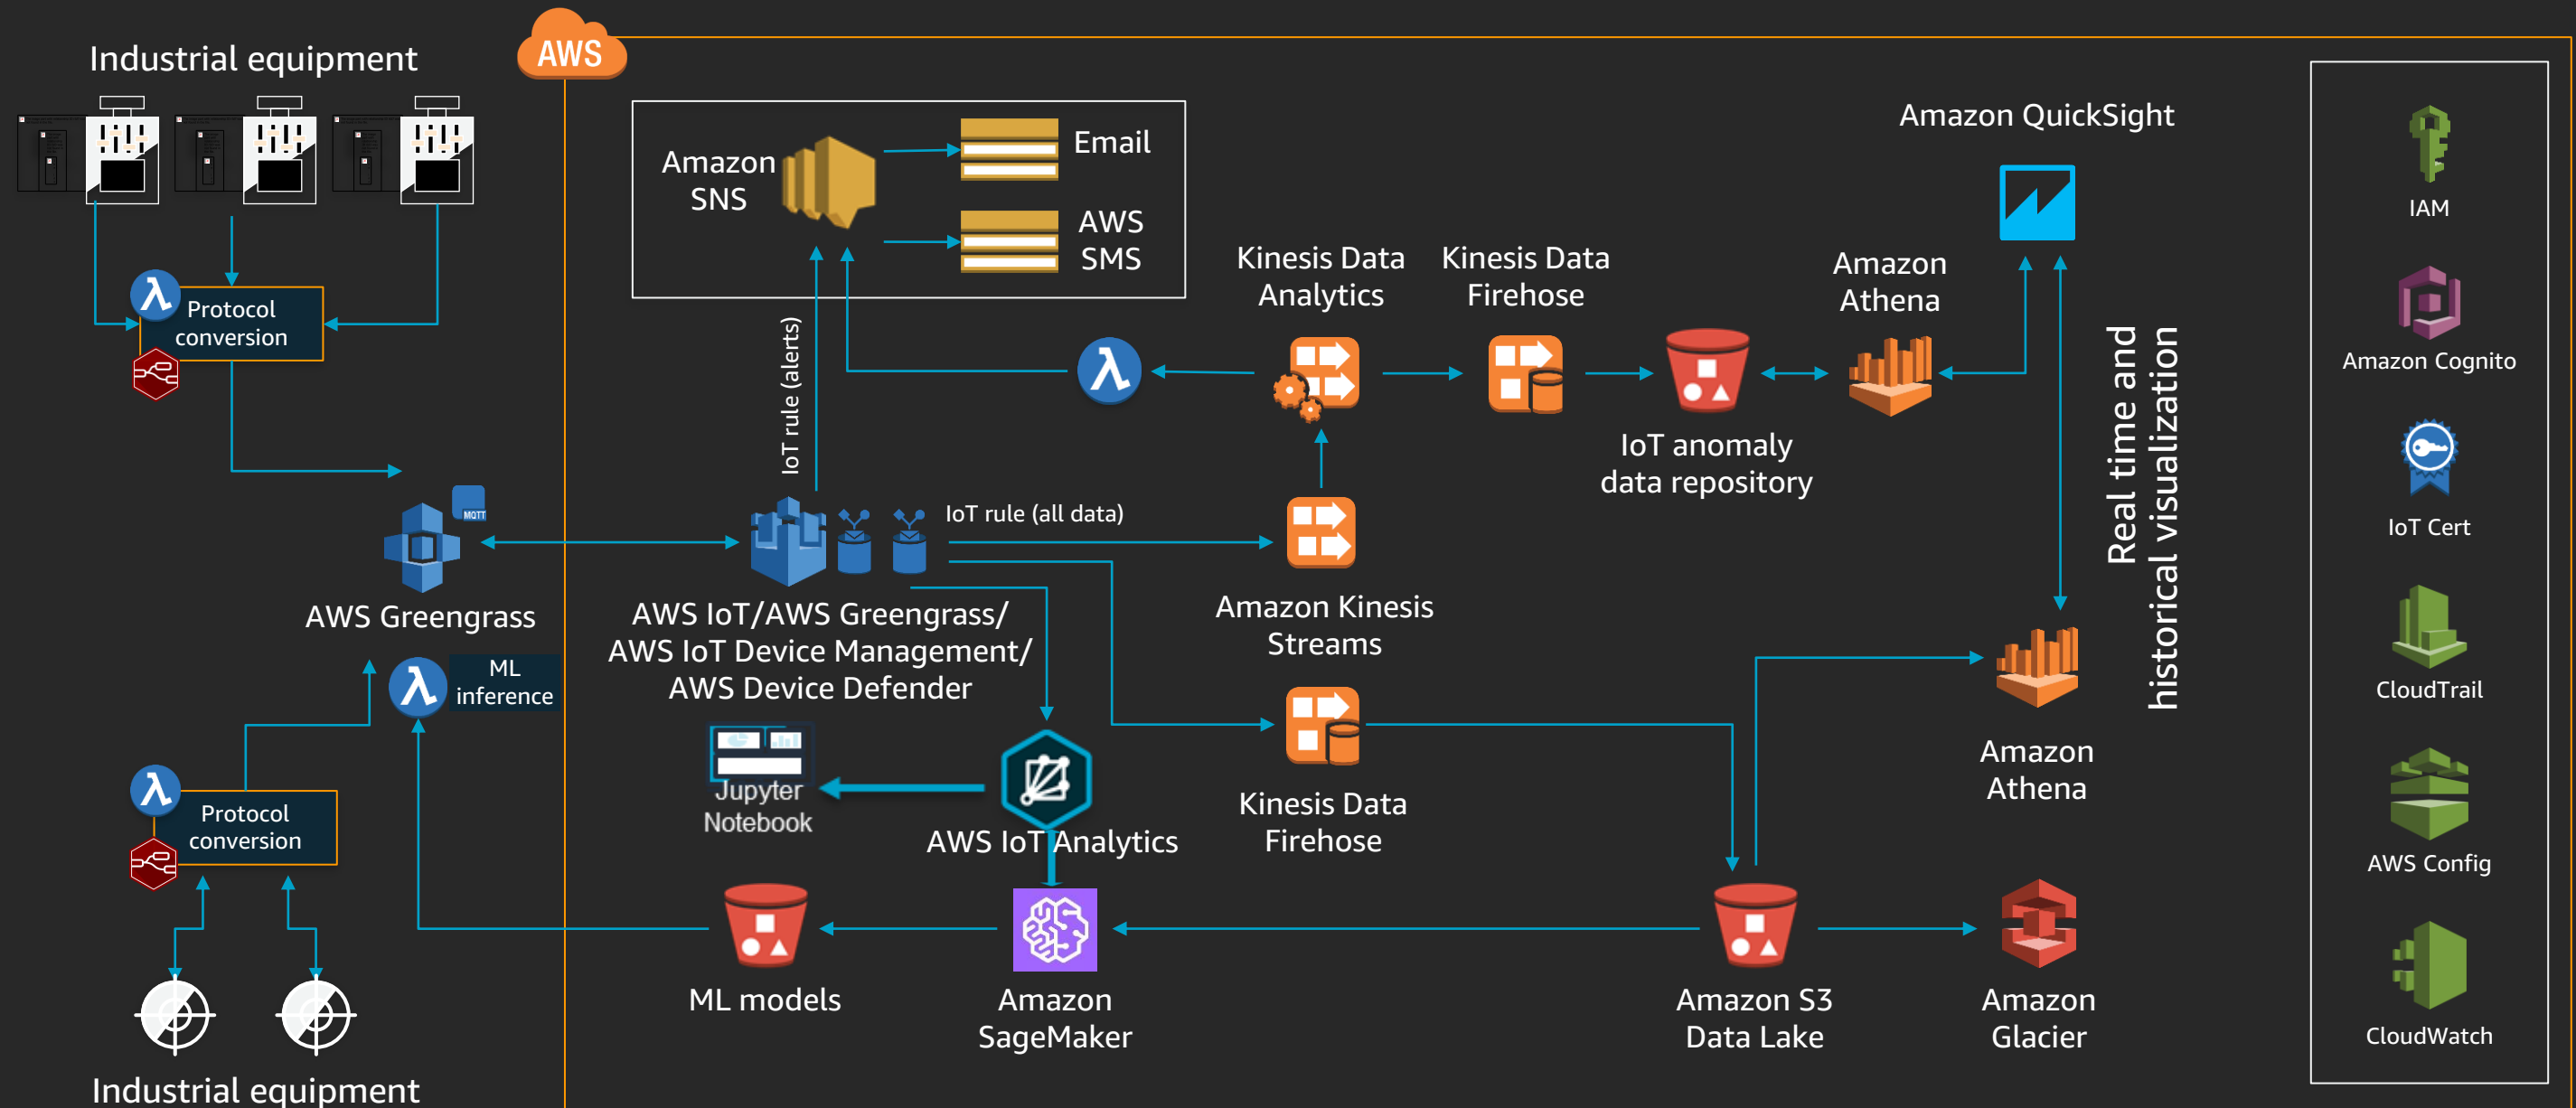 Industrial equipment
AWS
Amazon
SNS
Email
AWS
SMS
Amazon QuickSight
Protocol
conversion
IoT rule (alerts)
Kinesis Data
Analytics
Kinesis Data
Firehose
Amazon
Athena
IoT anomaly
data repository
Real time and
historical visualization
MQTT
AWS Greengrass
IoT rule (all data)
AWS IoT/AWS Greengrass/
AWS IoT Device Management/
AWS Device Defender
Amazon Kinesis
Streams
ML
inference
Jupyter
Notebook
AWS IoT Analytics
Kinesis Data
Firehose
Amazon
Athena
Protocol
conversion
ML models
Amazon
SageMaker
Amazon S3
Data Lake
Amazon
Glacier
Industrial equipment
IAM
Amazon Cognito
IoT Cert
CloudTrail
AWS Config
CloudWatch